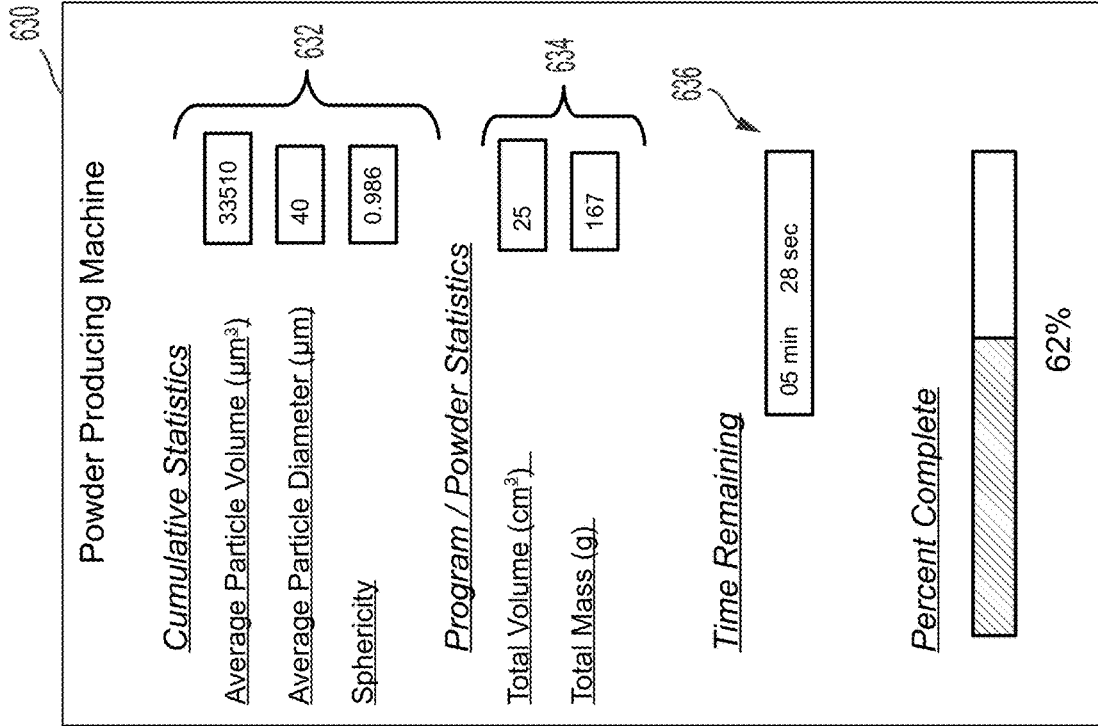 630
Powder Producing Machine
Cumulative Statistics
Average Particle Volume (μm³) 33510
Average Particle Diameter (μm) 40
Sphericity 0.986
632
Program / Powder Statistics
Total Volume (cm³) 25
Total Mass (g) 167
634
Time Remaining
05 min 28 sec
636
Percent Complete
62%